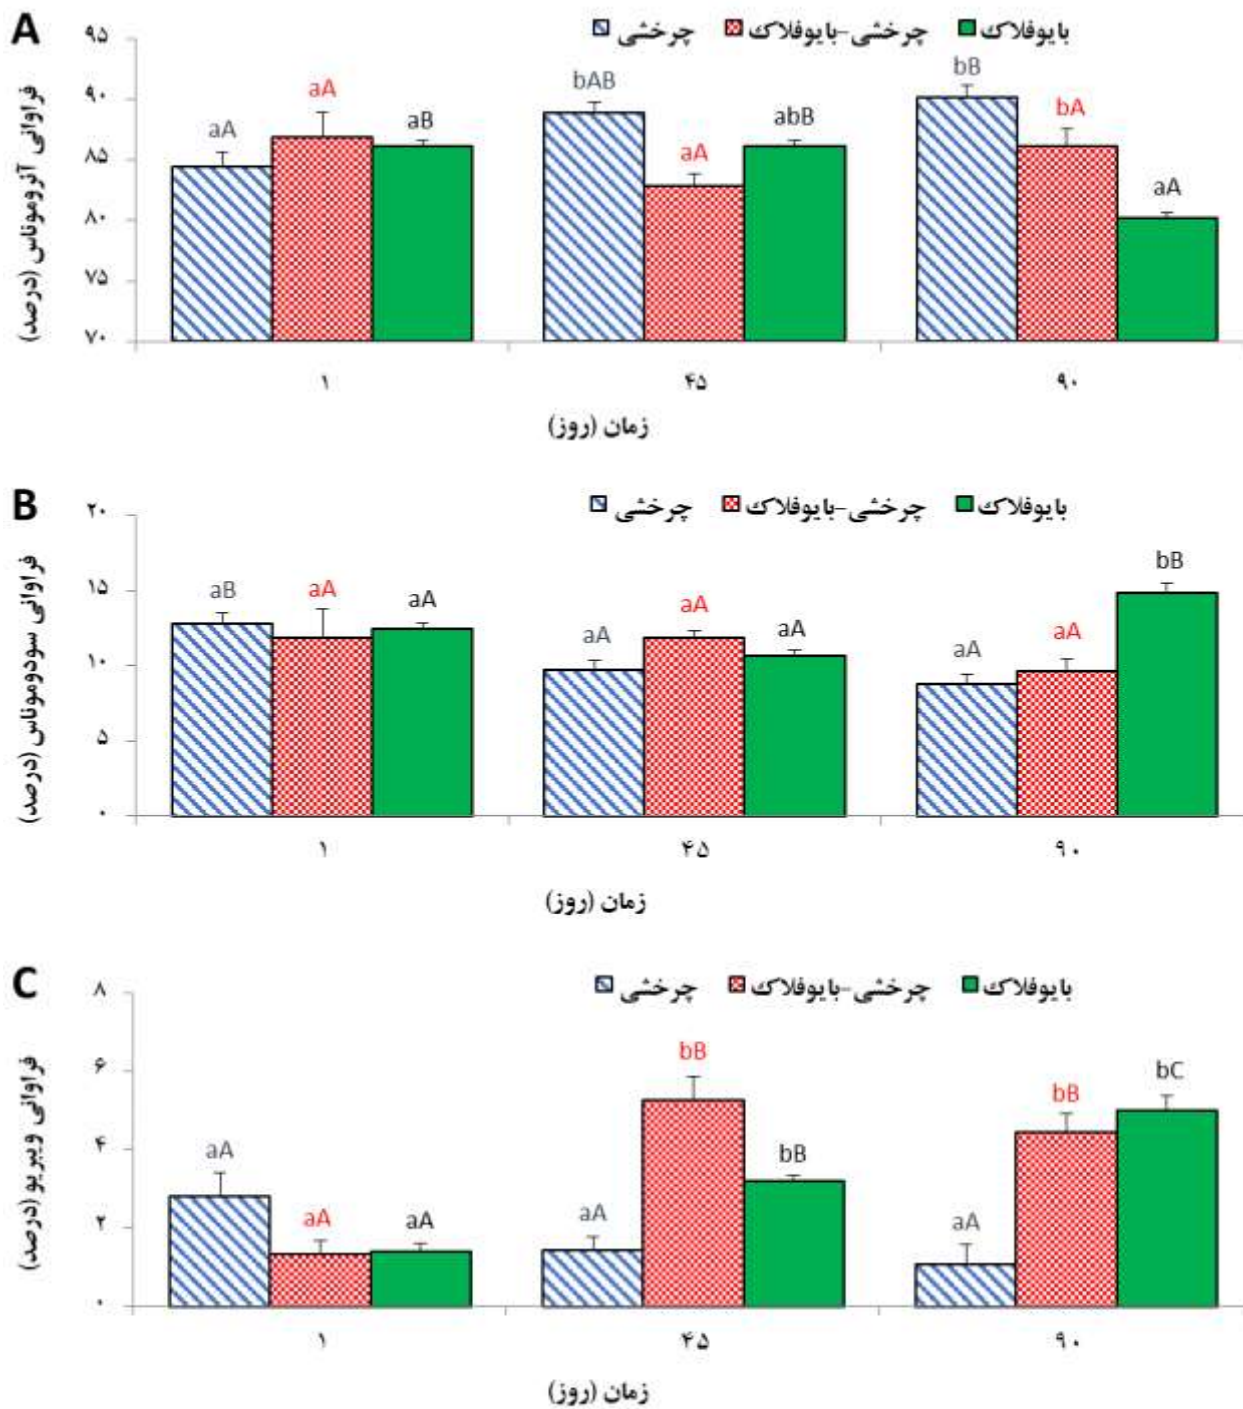 A
چرخشی چرخشی-بایوفلاک بایوفلاک
فراوانی آئروموناس (درصد)
۹۵
۹۰
۸۵
۸۰
۷۵
۷۰
aA aA aB
bAB aA abB
bB bA aA
۱ ۴۵ ۹۰
زمان (روز)
B
چرخشی چرخشی-بایوفلاک بایوفلاک
فراوانی سودوموناس (درصد)
۲۰
۱۵
۱۰
۵
۰
aB aA aA
aA aA aA
aA aA bB
۱ ۴۵ ۹۰
زمان (روز)
C
چرخشی چرخشی-بایوفلاک بایوفلاک
فراوانی ویبریو (درصد)
۸
۶
۴
۲
۰
aA aA aA
aA bB bB
aA bB bC
۱ ۴۵ ۹۰
زمان (روز)